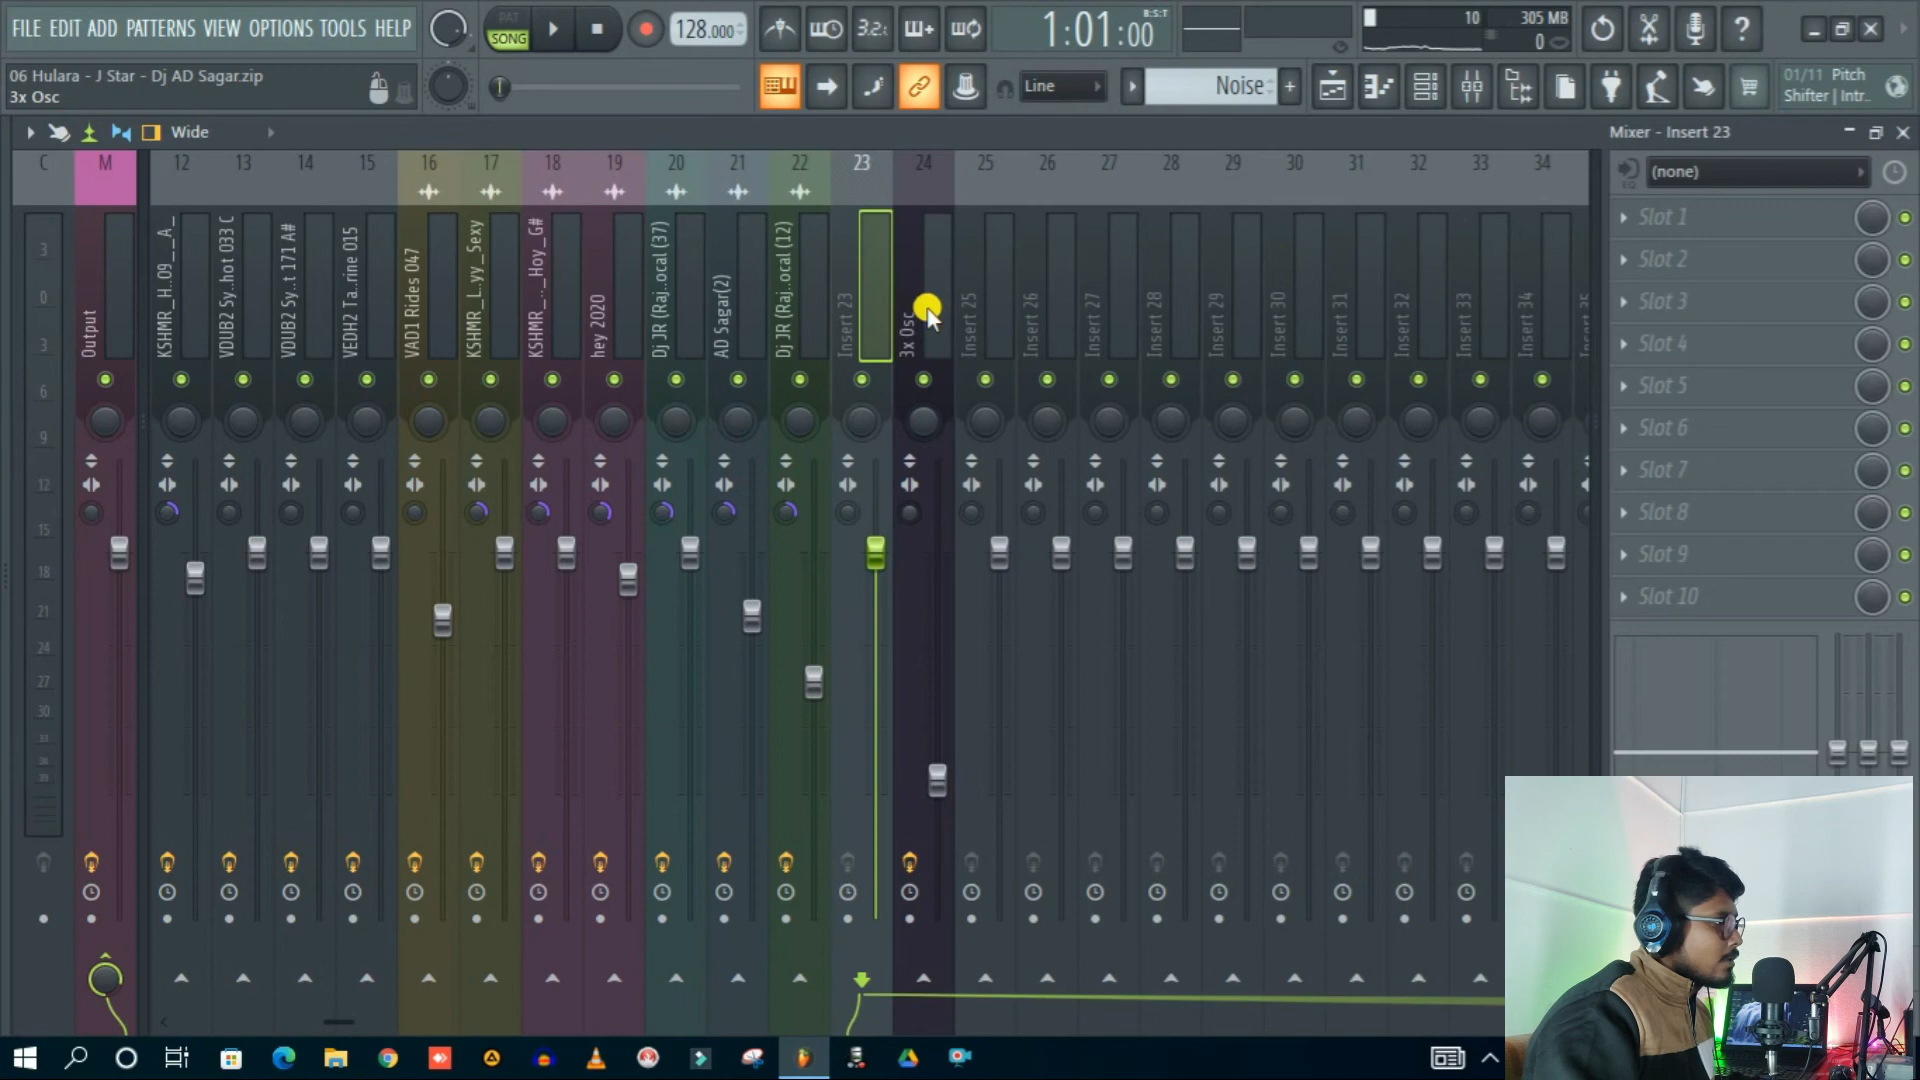 FILE EDIT ADD PATTERNS VIEW OPTIONS TOOLS HELP
PAT
SONG
128.000
3.2.
1:01:00
B:S:T
10
305 MB
0
06 Hulara - J Star - Dj AD Sagar.zip
3x Osc
Line
Noise
01/11 Pitch
Shifter | Intr..
Wide
Mixer - Insert 23
C M 12 13 14 15 16 17 18 19 20 21 22 23 24 25 26 27 28 29 30 31 32 33 34
(none)
EQ
Slot 1
Slot 2
Slot 3
Slot 4
Slot 5
Slot 6
Slot 7
Slot 8
Slot 9
Slot 10
3
0
3
6
9
12
15
18
21
24
27
30
33
36
39
Output
KSHMR_H..09__A_
VDUB2 Sy..hot 033 C
VDUB2 Sy..t 171 A#
VEDH2 Ta..rine 015
VAD1 Rides 047
KSHMR_L..yy_Sexy
KSHMR_..._Hoy_G#
hey 2020
Dj JR (Raj..ocal (37)
AD Sagar(2)
Dj JR (Raj..ocal (12)
Insert 23
3x Osc
Insert 25
Insert 26
Insert 27
Insert 28
Insert 29
Insert 30
Insert 31
Insert 32
Insert 33
Insert 34